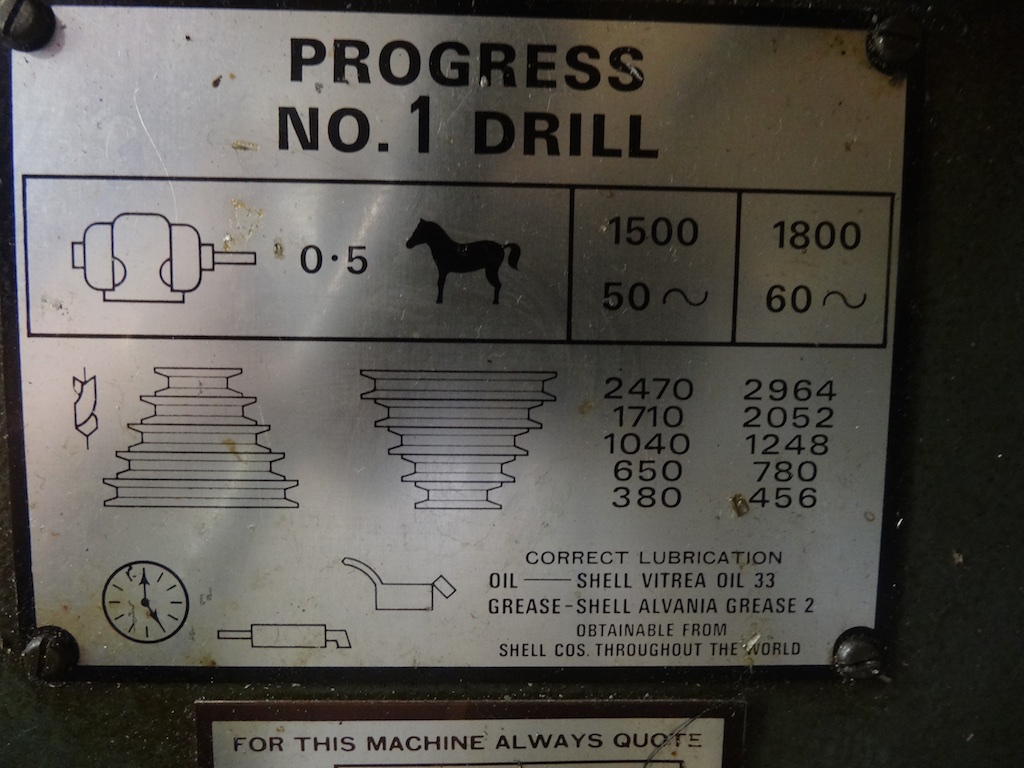 PROGRESS
NO. 1 DRILL
0·5
1500 1800
50 ~ 60 ~
2470 2964
1710 2052
1040 1248
650 780
380 456
CORRECT LUBRICATION
OIL — SHELL VITREA OIL 33
GREASE-SHELL ALVANIA GREASE 2
OBTAINABLE FROM
SHELL COS. THROUGHOUT THE WORLD
FOR THIS MACHINE ALWAYS QUOTE